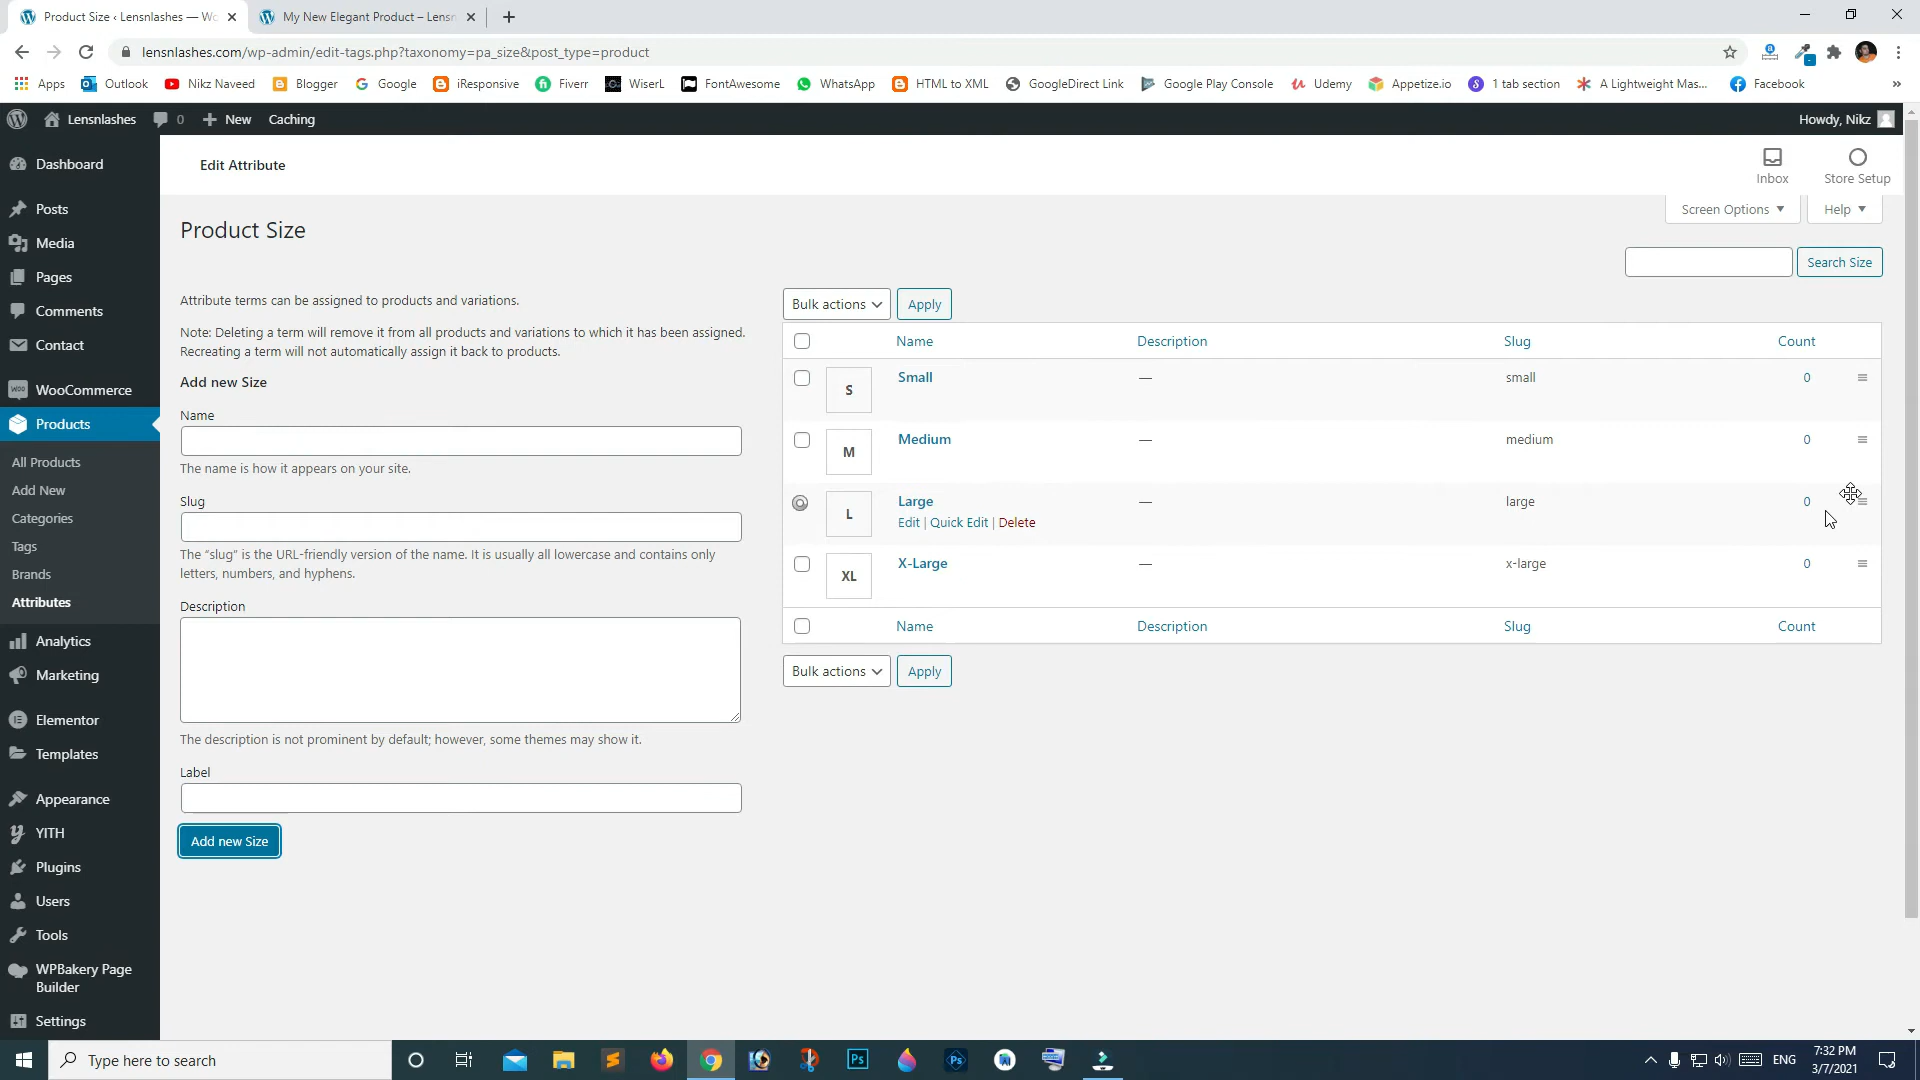 Product Size ‹ Lensnlashes — Wo
My New Elegant Product – Lensn
lensnlashes.com/wp-admin/edit-tags.php?taxonomy=pa_size&post_type=product
Apps
Outlook
Nikz Naveed
Blogger
Google
iResponsive
Fiverr
WiserL
FontAwesome
WhatsApp
HTML to XML
GoogleDirect Link
Google Play Console
Udemy
Appetize.io
1 tab section
A Lightweight Mas...
Facebook
Lensnlashes
0
New
Caching
Howdy, Nikz
Dashboard
Posts
Media
Pages
Comments
Contact
WooCommerce
Products
All Products
Add New
Categories
Tags
Brands
Attributes
Analytics
Marketing
Elementor
Templates
Appearance
YITH
Plugins
Users
Tools
WPBakery Page
Builder
Settings
Edit Attribute
Inbox
Store Setup
Screen Options
Help
Product Size
Search Size
Attribute terms can be assigned to products and variations.
Note: Deleting a term will remove it from all products and variations to which it has been assigned.
Recreating a term will not automatically assign it back to products.
Add new Size
Name
The name is how it appears on your site.
Slug
The “slug” is the URL-friendly version of the name. It is usually all lowercase and contains only
letters, numbers, and hyphens.
Description
The description is not prominent by default; however, some themes may show it.
Label
Add new Size
Bulk actions
Apply
Name Description Slug Count
S Small — small 0
M Medium — medium 0
L Large — large 0
Edit | Quick Edit | Delete
XL X-Large — x-large 0
Name Description Slug Count
Bulk actions
Apply
Type here to search
Ps
Ps
ENG
7:32 PM
3/7/2021